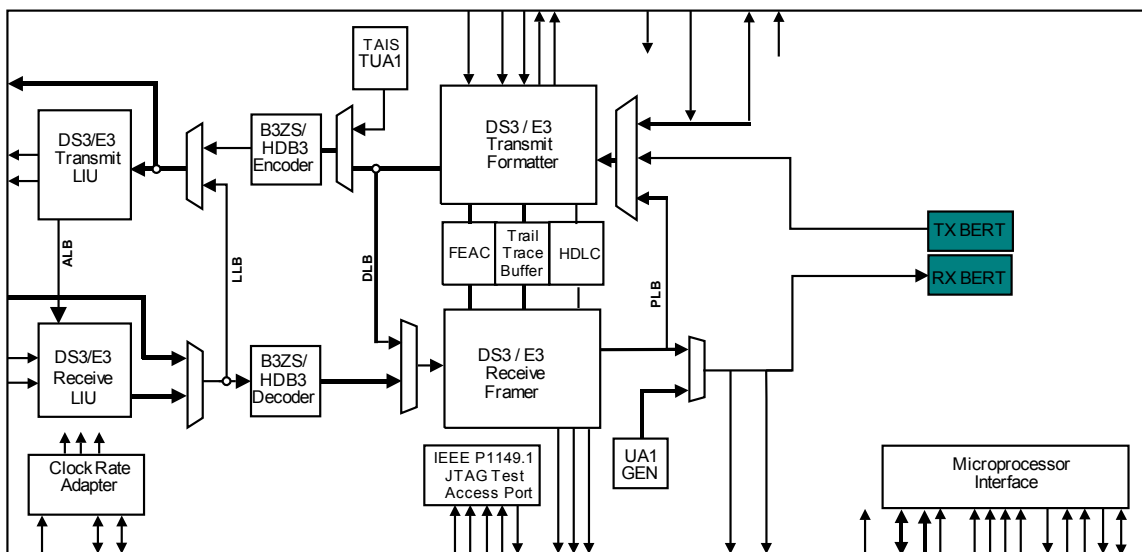 TAIS
TUA1
DS3/E3
Transmit
LIU
B3ZS/
HDB3
Encoder
DS3 / E3
Transmit
Formatter
FEAC
Trail
Trace
Buffer
HDLC
TX BERT
RX BERT
ALB
LLB
DLB
PLB
DS3/E3
Receive
LIU
B3ZS/
HDB3
Decoder
DS3 / E3
Receive
Framer
Clock Rate
Adapter
IEEE P1149.1
JTAG Test
Access Port
UA1
GEN
Microprocessor
Interface